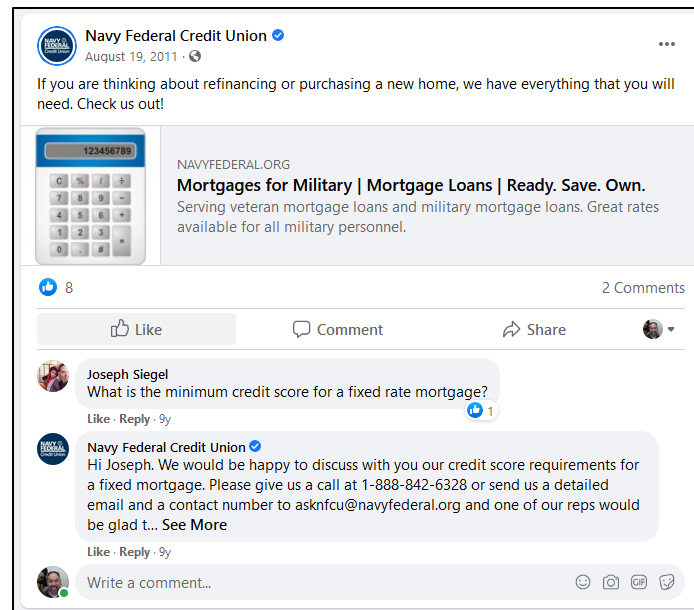 Navy Federal Credit Union
August 19, 2011 ·
If you are thinking about refinancing or purchasing a new home, we have everything that you will
need. Check us out!
123456789
C % / ÷
7 8 9 -
4 5 6 +
1 2 3 =
0 . #
NAVYFEDERAL.ORG
Mortgages for Military | Mortgage Loans | Ready. Save. Own.
Serving veteran mortgage loans and military mortgage loans. Great rates
available for all military personnel.
8
2 Comments
Like
Comment
Share
Joseph Siegel
What is the minimum credit score for a fixed rate mortgage?
1
Like · Reply · 9y
NAVY
FEDERAL
Credit Union
Navy Federal Credit Union
Hi Joseph. We would be happy to discuss with you our credit score requirements for
a fixed mortgage. Please give us a call at 1-888-842-6328 or send us a detailed
email and a contact number to asknfcu@navyfederal.org and one of our reps would
be glad t... See More
Like · Reply · 9y
Write a comment...
GIF